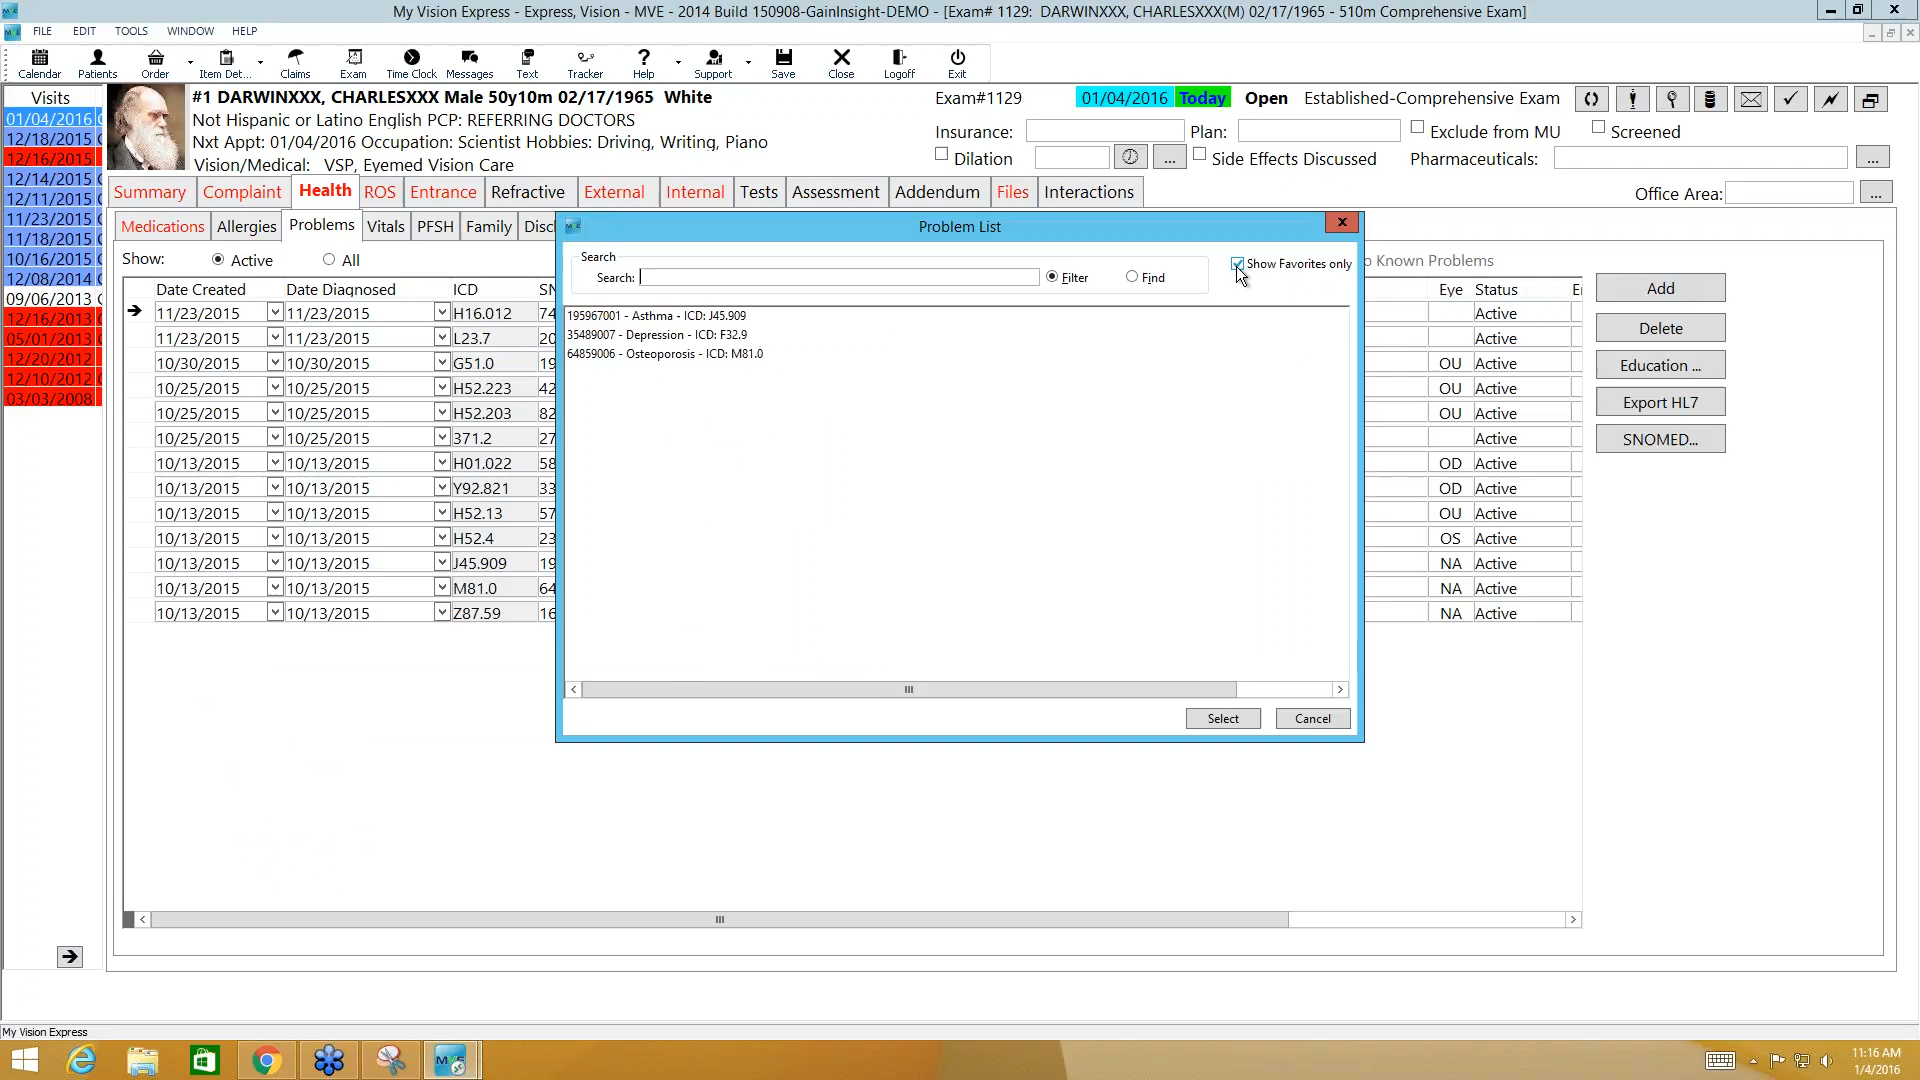 My Vision Express - Express, Vision - MVE - 2014 Build 150908-GainInsight-DEMO - [Exam# 1129:  DARWINXXX, CHARLESXXX(M) 02/17/1965 - 510m Comprehensive Exam]
FILE EDIT TOOLS WINDOW HELP
Calendar Patients Order Item Det... Claims Exam Time Clock Messages Text Tracker Help Support Save Close Logoff Exit
Visits
01/04/2016
12/18/2015
12/16/2015
12/14/2015
12/11/2015
11/23/2015
11/18/2015
10/16/2015
12/08/2014
09/06/2013
12/16/2013
05/01/2013
12/20/2012
12/10/2012
03/03/2008
#1 DARWINXXX, CHARLESXXX Male 50y10m 02/17/1965  White
Not Hispanic or Latino English PCP: REFERRING DOCTORS
Nxt Appt: 01/04/2016 Occupation: Scientist Hobbies: Driving, Writing, Piano
Vision/Medical:   VSP, Eyemed Vision Care
Exam#1129 01/04/2016 Today Open Established-Comprehensive Exam
Insurance: Plan: Exclude from MU Screened
Dilation ... Side Effects Discussed Pharmaceuticals: ...
Office Area: ...
Summary Complaint Health ROS Entrance Refractive External Internal Tests Assessment Addendum Files Interactions
Medications Allergies Problems Vitals PFSH Family
Show: Active All Known Problems
Date Created Date Diagnosed ICD Eye Status
11/23/2015 11/23/2015 H16.012 74 Active
11/23/2015 11/23/2015 L23.7 20 Active
10/30/2015 10/30/2015 G51.0 19 OU Active
10/25/2015 10/25/2015 H52.223 42 OU Active
10/25/2015 10/25/2015 H52.203 82 OU Active
10/25/2015 10/25/2015 371.2 27 Active
10/13/2015 10/13/2015 H01.022 58 OD Active
10/13/2015 10/13/2015 Y92.821 33 OD Active
10/13/2015 10/13/2015 H52.13 57 OU Active
10/13/2015 10/13/2015 H52.4 23 OS Active
10/13/2015 10/13/2015 J45.909 19 NA Active
10/13/2015 10/13/2015 M81.0 64 NA Active
10/13/2015 10/13/2015 Z87.59 16 NA Active
Add
Delete
Education ...
Export HL7
SNOMED...
Problem List
Search
Search: Filter Find Show Favorites only
195967001 - Asthma - ICD: J45.909
35489007 - Depression - ICD: F32.9
64859006 - Osteoporosis - ICD: M81.0
Select Cancel
My Vision Express
11:16 AM
1/4/2016